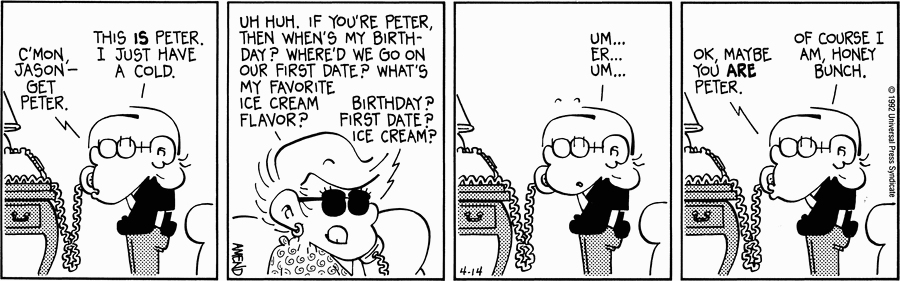 C'MON,
JASON—
GET
PETER.
THIS IS PETER.
I JUST HAVE
A COLD.
UH HUH. IF YOU'RE PETER,
THEN WHEN'S MY BIRTH-
DAY? WHERE'D WE GO ON
OUR FIRST DATE? WHAT'S
MY FAVORITE
ICE CREAM
FLAVOR?
BIRTHDAY?
FIRST DATE?
ICE CREAM?
AMEND
UM...
ER...
UM...
4-14
OK, MAYBE
YOU ARE
PETER.
OF COURSE I
AM, HONEY
BUNCH.
© 1992 Universal Press Syndicate